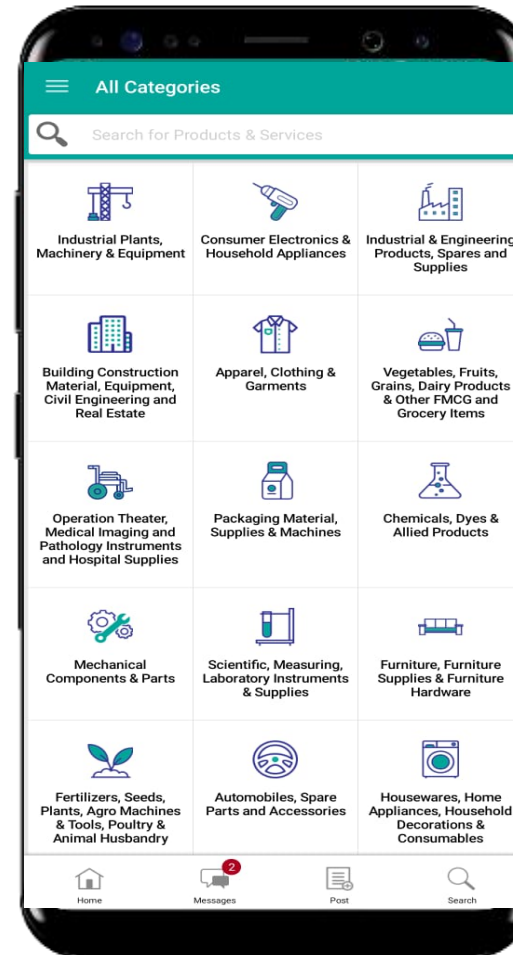 All Categories
Search for Products & Services
Industrial Plants,
Machinery & Equipment
Consumer Electronics &
Household Appliances
Industrial & Engineering
Products, Spares and
Supplies
Building Construction
Material, Equipment,
Civil Engineering and
Real Estate
Apparel, Clothing &
Garments
Vegetables, Fruits,
Grains, Dairy Products
& Other FMCG and
Grocery Items
Operation Theater,
Medical Imaging and
Pathology Instruments
and Hospital Supplies
Packaging Material,
Supplies & Machines
Chemicals, Dyes &
Allied Products
Mechanical
Components & Parts
Scientific, Measuring,
Laboratory Instruments
& Supplies
Furniture, Furniture
Supplies & Furniture
Hardware
Fertilizers, Seeds,
Plants, Agro Machines
& Tools, Poultry &
Animal Husbandry
Automobiles, Spare
Parts and Accessories
Housewares, Home
Appliances, Household
Decorations &
Consumables
2
Home
Messages
Post
Search